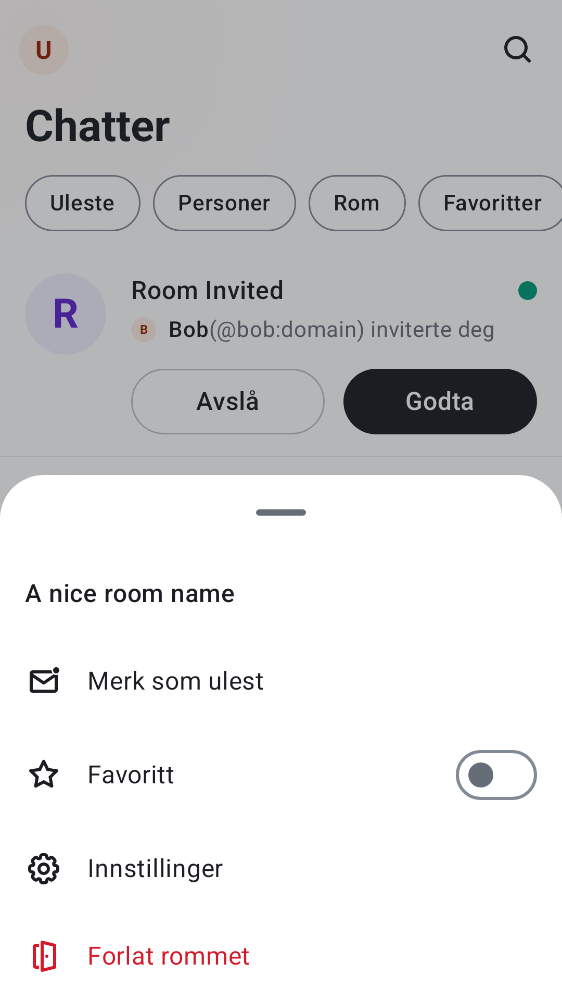 U
Chatter
Uleste Personer Rom Favoritter
R
Room Invited
B Bob(@bob:domain) inviterte deg
Avslå Godta
A nice room name
Merk som ulest
Favoritt
Innstillinger
Forlat rommet